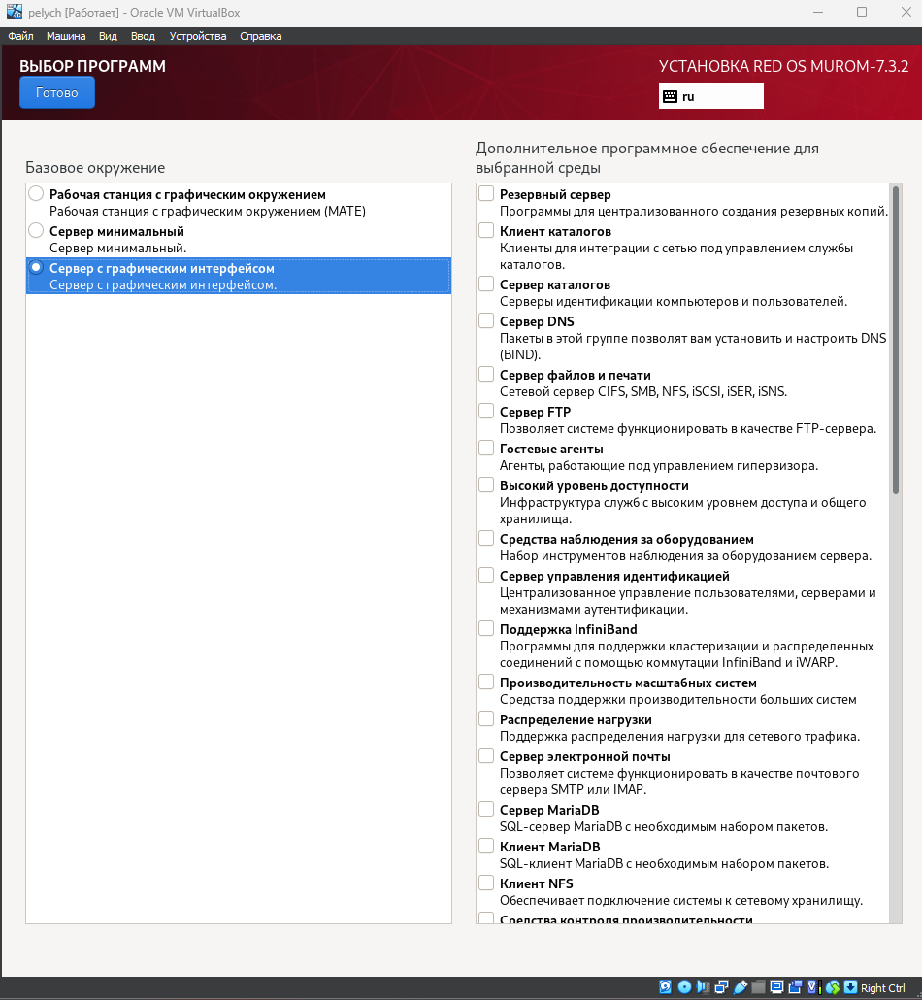 pelych [Работает] - Oracle VM VirtualBox
Файл Машина Вид Ввод Устройства Справка
ВЫБОР ПРОГРАММ
Готово
УСТАНОВКА RED OS MUROM-7.3.2
ru
Базовое окружение
Рабочая станция с графическим окружением
Рабочая станция с графическим окружением (MATE)
Сервер минимальный
Сервер минимальный.
Сервер с графическим интерфейсом
Сервер с графическим интерфейсом.
Дополнительное программное обеспечение для
выбранной среды
Резервный сервер
Программы для централизованного создания резервных копий.
Клиент каталогов
Клиенты для интеграции с сетью под управлением службы
каталогов.
Сервер каталогов
Серверы идентификации компьютеров и пользователей.
Сервер DNS
Пакеты в этой группе позволят вам установить и настроить DNS
(BIND).
Сервер файлов и печати
Сетевой сервер CIFS, SMB, NFS, iSCSI, iSER, iSNS.
Сервер FTP
Позволяет системе функционировать в качестве FTP-сервера.
Гостевые агенты
Агенты, работающие под управлением гипервизора.
Высокий уровень доступности
Инфраструктура служб с высоким уровнем доступа и общего
хранилища.
Средства наблюдения за оборудованием
Набор инструментов наблюдения за оборудованием сервера.
Сервер управления идентификацией
Централизованное управление пользователями, серверами и
механизмами аутентификации.
Поддержка InfiniBand
Программы для поддержки кластеризации и распределенных
соединений с помощью коммутации InfiniBand и iWARP.
Производительность масштабных систем
Средства поддержки производительности больших систем
Распределение нагрузки
Поддержка распределения нагрузки для сетевого трафика.
Сервер электронной почты
Позволяет системе функционировать в качестве почтового
сервера SMTP или IMAP.
Сервер MariaDB
SQL-сервер MariaDB с необходимым набором пакетов.
Клиент MariaDB
SQL-клиент MariaDB с необходимым набором пакетов.
Клиент NFS
Обеспечивает подключение системы к сетевому хранилищу.
Средства контроля производительности
Right Ctrl